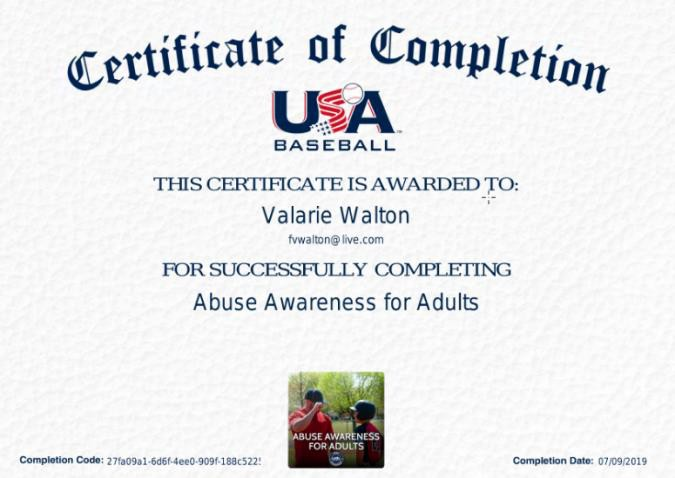 Certificate of Completion
USA
BASEBALL
THIS CERTIFICATE IS AWARDED TO:
Valarie Walton
fvwalton@live.com
FOR SUCCESSFULLY COMPLETING
Abuse Awareness for Adults
ABUSE AWARENESS
FOR ADULTS
Completion Code: 27fa09a1-6d6f-4ee0-909f-188c522
Completion Date: 07/09/2019